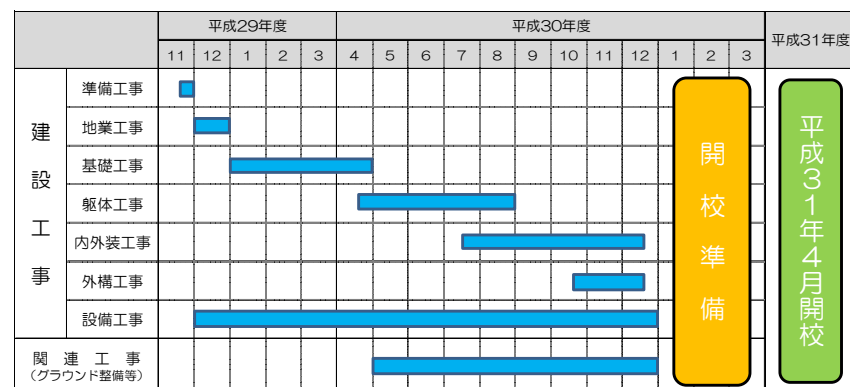 平成29年度 平成30年度 平成31年度
11 12 1 2 3 4 5 6 7 8 9 10 11 12 1 2 3
建設工事
準備工事
地業工事
基礎工事
躯体工事
内外装工事
外構工事
設備工事
関連工事
（グラウンド整備等）
開校準備
平成31年4月開校